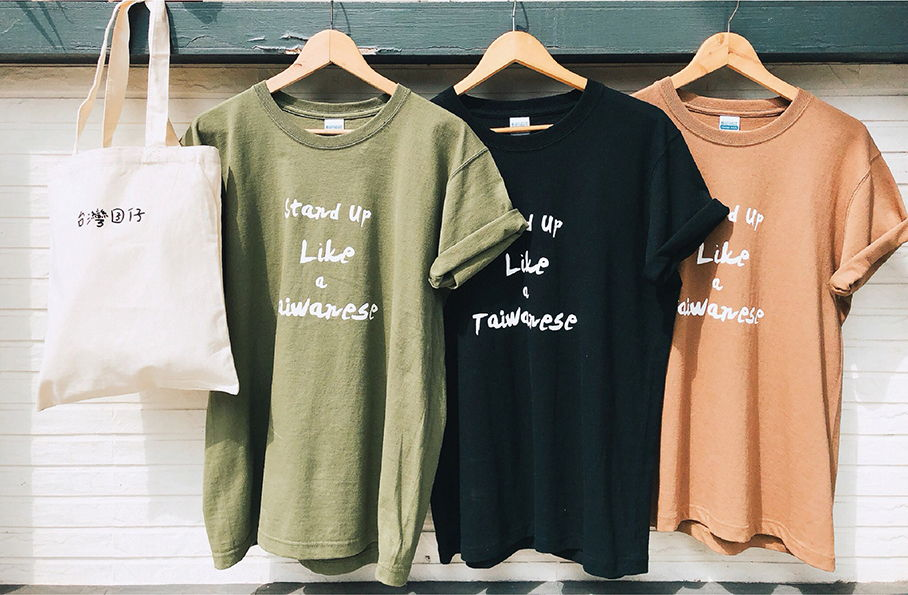 台灣囝仔
Stand Up
Like
a
aiwanese
d Up
Like
a
Taiwanese
d Up
Like
a
Taiwanese